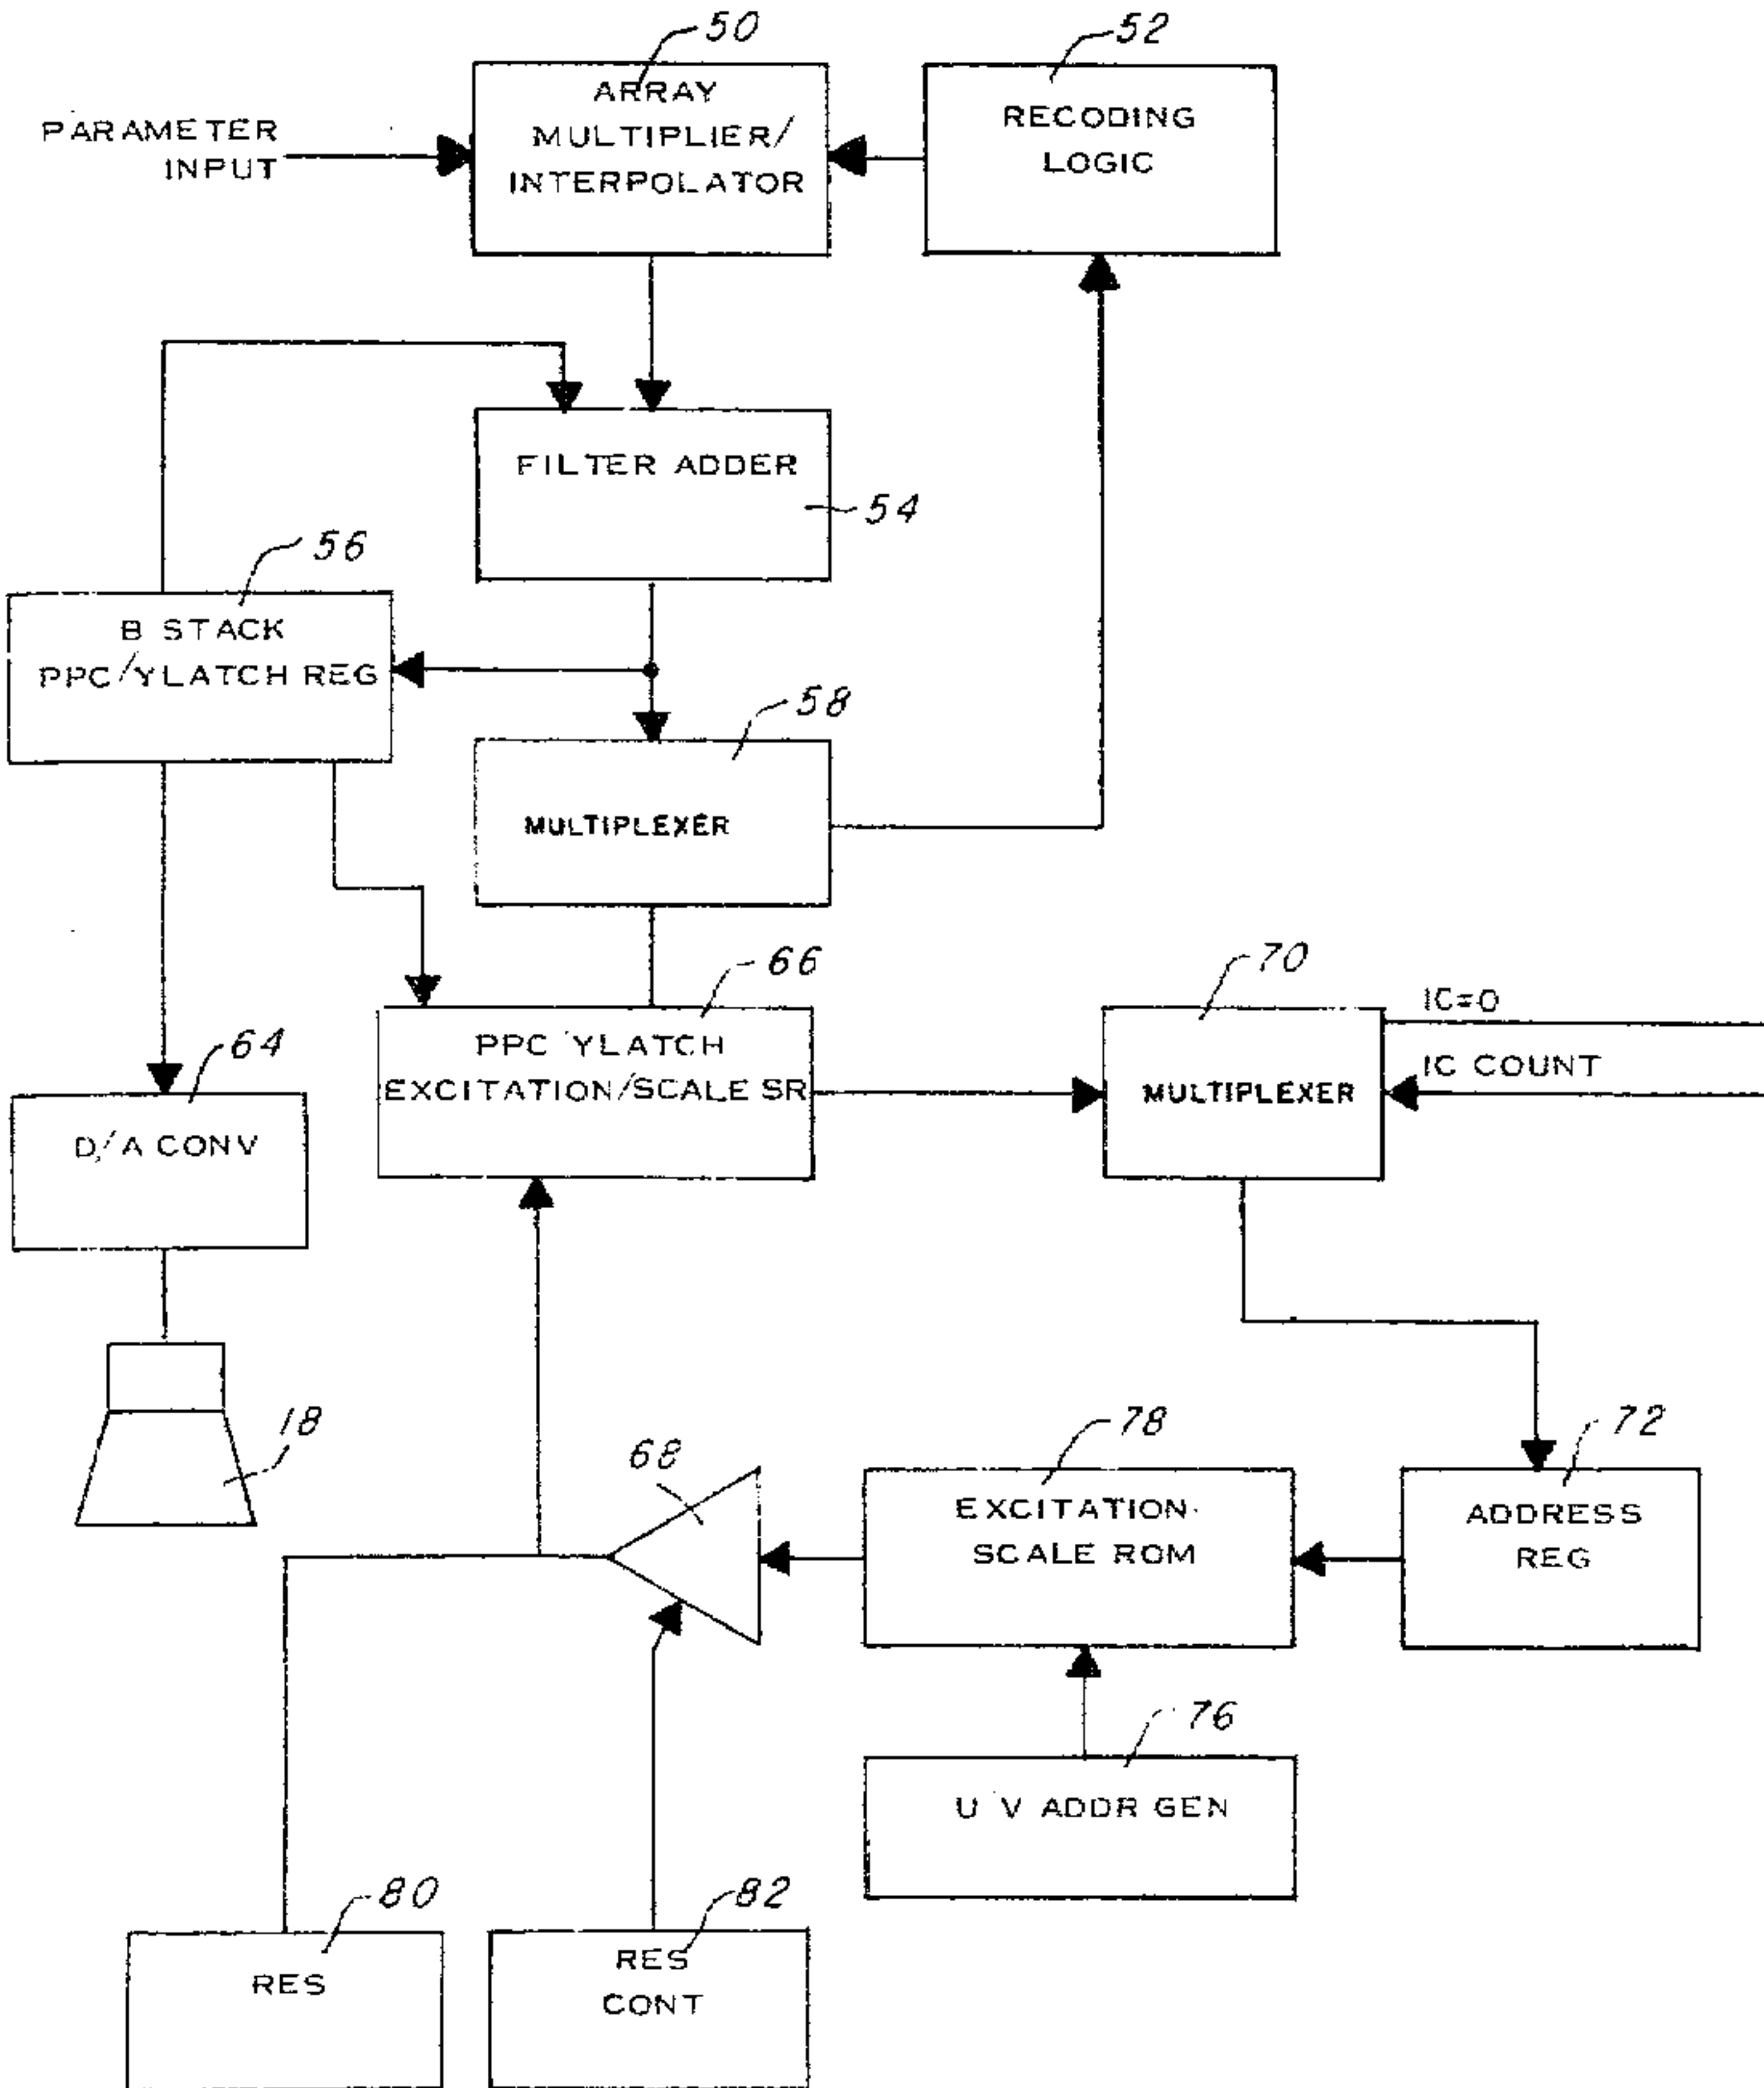 50
52
ARRAY
MULTIPLIER/
INTERPOLATOR
RECODING
LOGIC
PARAMETER
INPUT
FILTER ADDER
54
56
B STACK
PPC/YLATCH REG
58
MULTIPLEXER
66
PPC YLATCH
EXCITATION/SCALE SR
70
MULTIPLEXER
IC=0
IC COUNT
64
D/A CONV
18
68
78
EXCITATION-
SCALE ROM
72
ADDRESS
REG
76
U V ADDR GEN
80
RES
82
RES
CONT